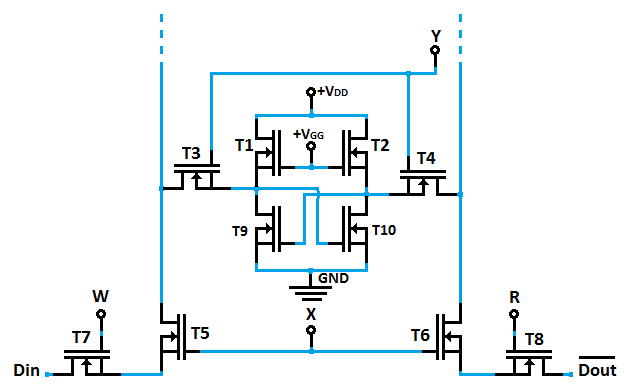 Y
+VDD
T1
+VGG
T2
T3
T4
T9
T10
GND
W
X
R
T7
T5
T6
T8
Din
Dout